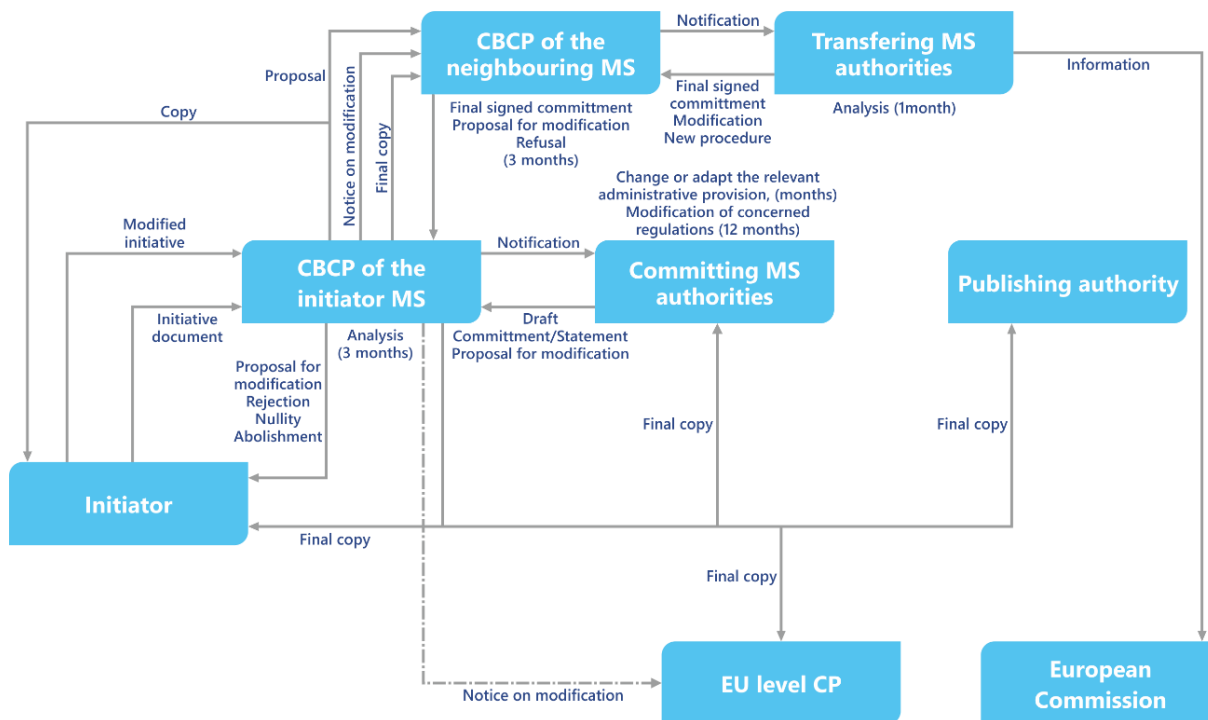 CBCP of the
neighbouring MS
Notification
Transfering MS
authorities
Information
Proposal
Copy
Notice on modification
Final copy
Final signed committment
Proposal for modification
Refusal
(3 months)
Final signed
committment
Modification
New procedure
Analysis (1month)
Change or adapt the relevant
administrative provision, (months)
Modification of concerned
regulations (12 months)
Modified
initiative
CBCP of the
initiator MS
Notification
Committing MS
authorities
Publishing authority
Initiative
document
Analysis
(3 months)
Draft
Committment/Statement
Proposal for modification
Proposal for
modification
Rejection
Nullity
Abolishment
Final copy
Final copy
Initiator
Final copy
Final copy
Notice on modification
EU level CP
European
Commission